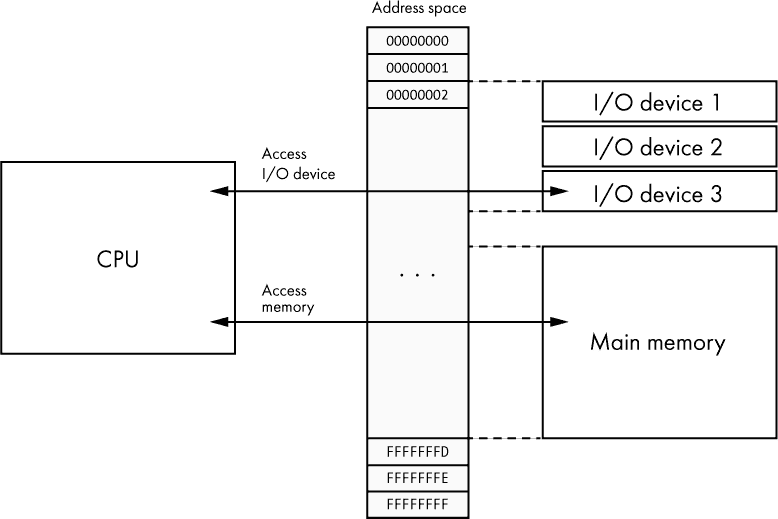 Address space
00000000
00000001
00000002
I/O device 1
I/O device 2
Access
I/O device
I/O device 3
CPU
. . .
Access
memory
Main memory
FFFFFFFD
FFFFFFFE
FFFFFFFF